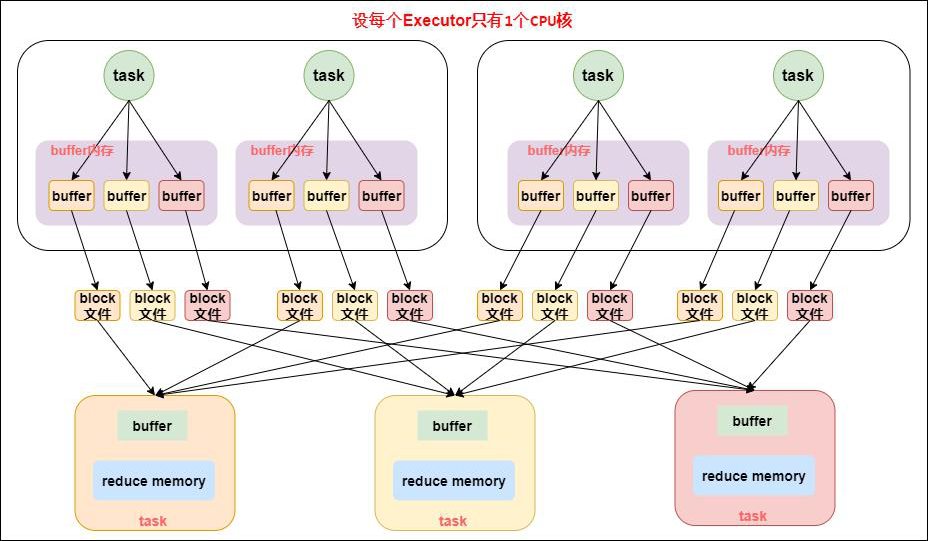 设每个Executor只有1个CPU核
task
task
task
task
buffer内存
buffer内存
buffer内存
buffer内存
buffer
buffer
buffer
buffer
buffer
buffer
buffer
buffer
buffer
buffer
buffer
buffer
block
文件
block
文件
block
文件
block
文件
block
文件
block
文件
block
文件
block
文件
block
文件
block
文件
block
文件
block
文件
buffer
reduce memory
task
buffer
reduce memory
task
buffer
reduce memory
task